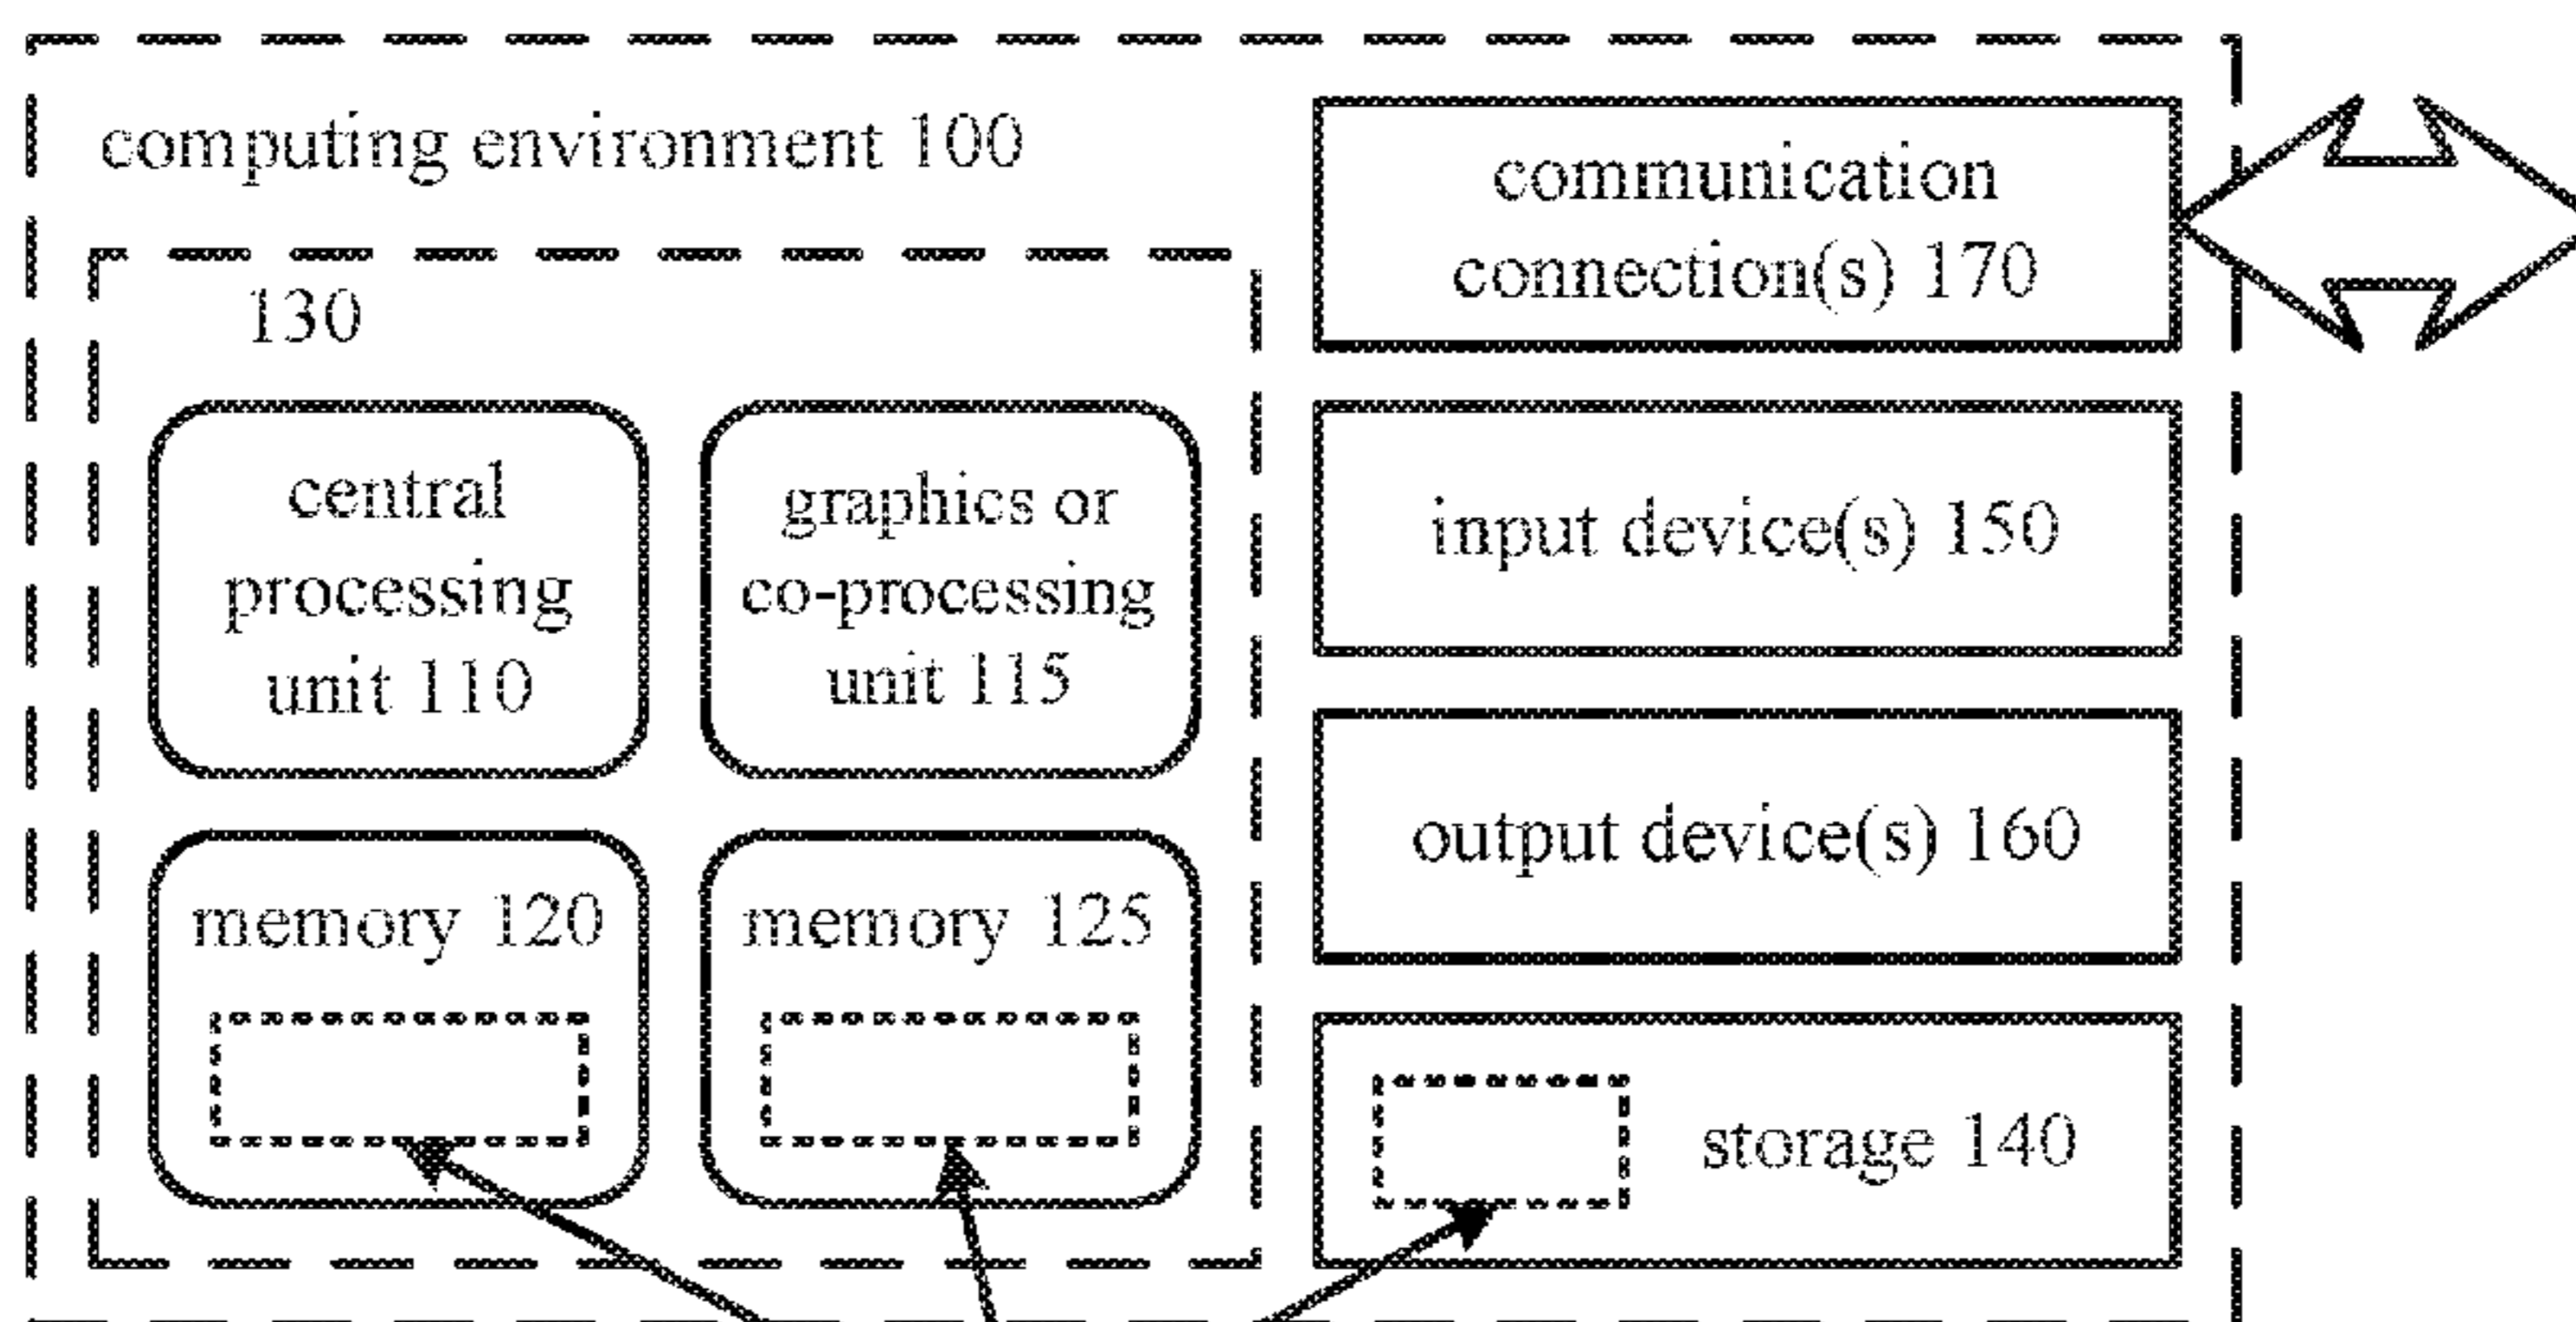 computing environment 100
130
central
processing
unit 110
graphics or
co-processing
unit 115
memory 120
memory 125
communication
connection(s) 170
input device(s) 150
output device(s) 160
storage 140